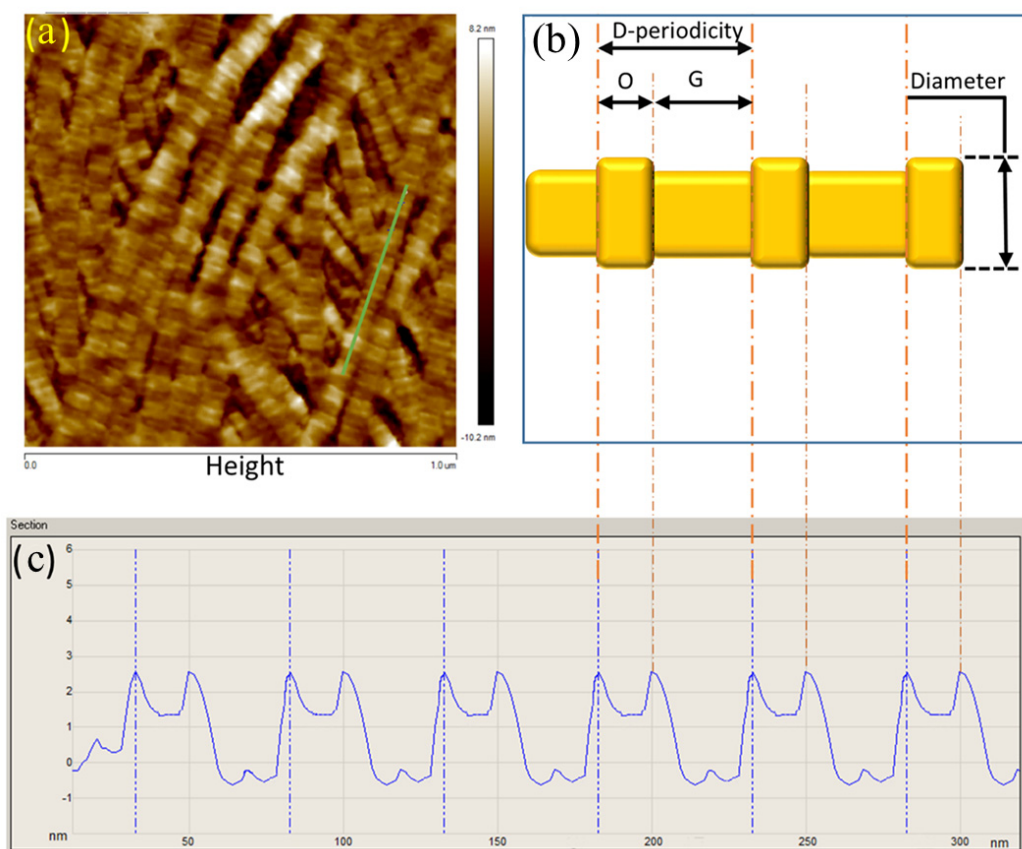 (a)
8.2 nm
-10.2 nm
0.0
Height
1.0 um
(b)
D-periodicity
O
G
Diameter
Section
(c)
6
5
4
3
2
1
0
-1
nm
50
100
150
200
250
300
nm